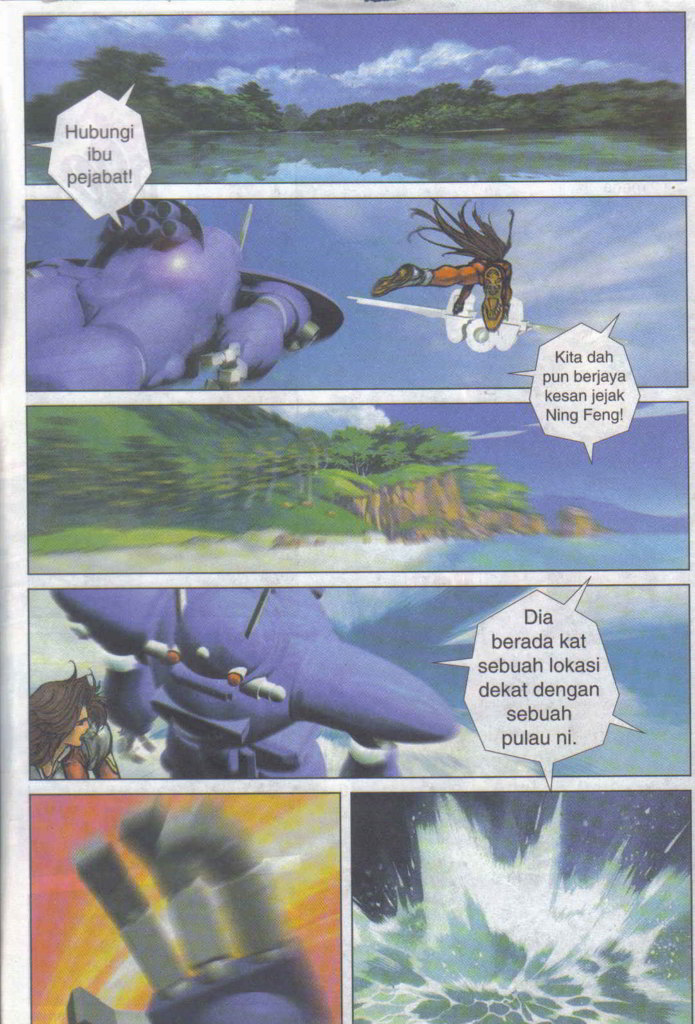 Hubungi
ibu
pejabat!
Kita dah
pun berjaya
kesan jejak
Ning Feng!
Dia
berada kat
sebuah lokasi
dekat dengan
sebuah
pulau ni.